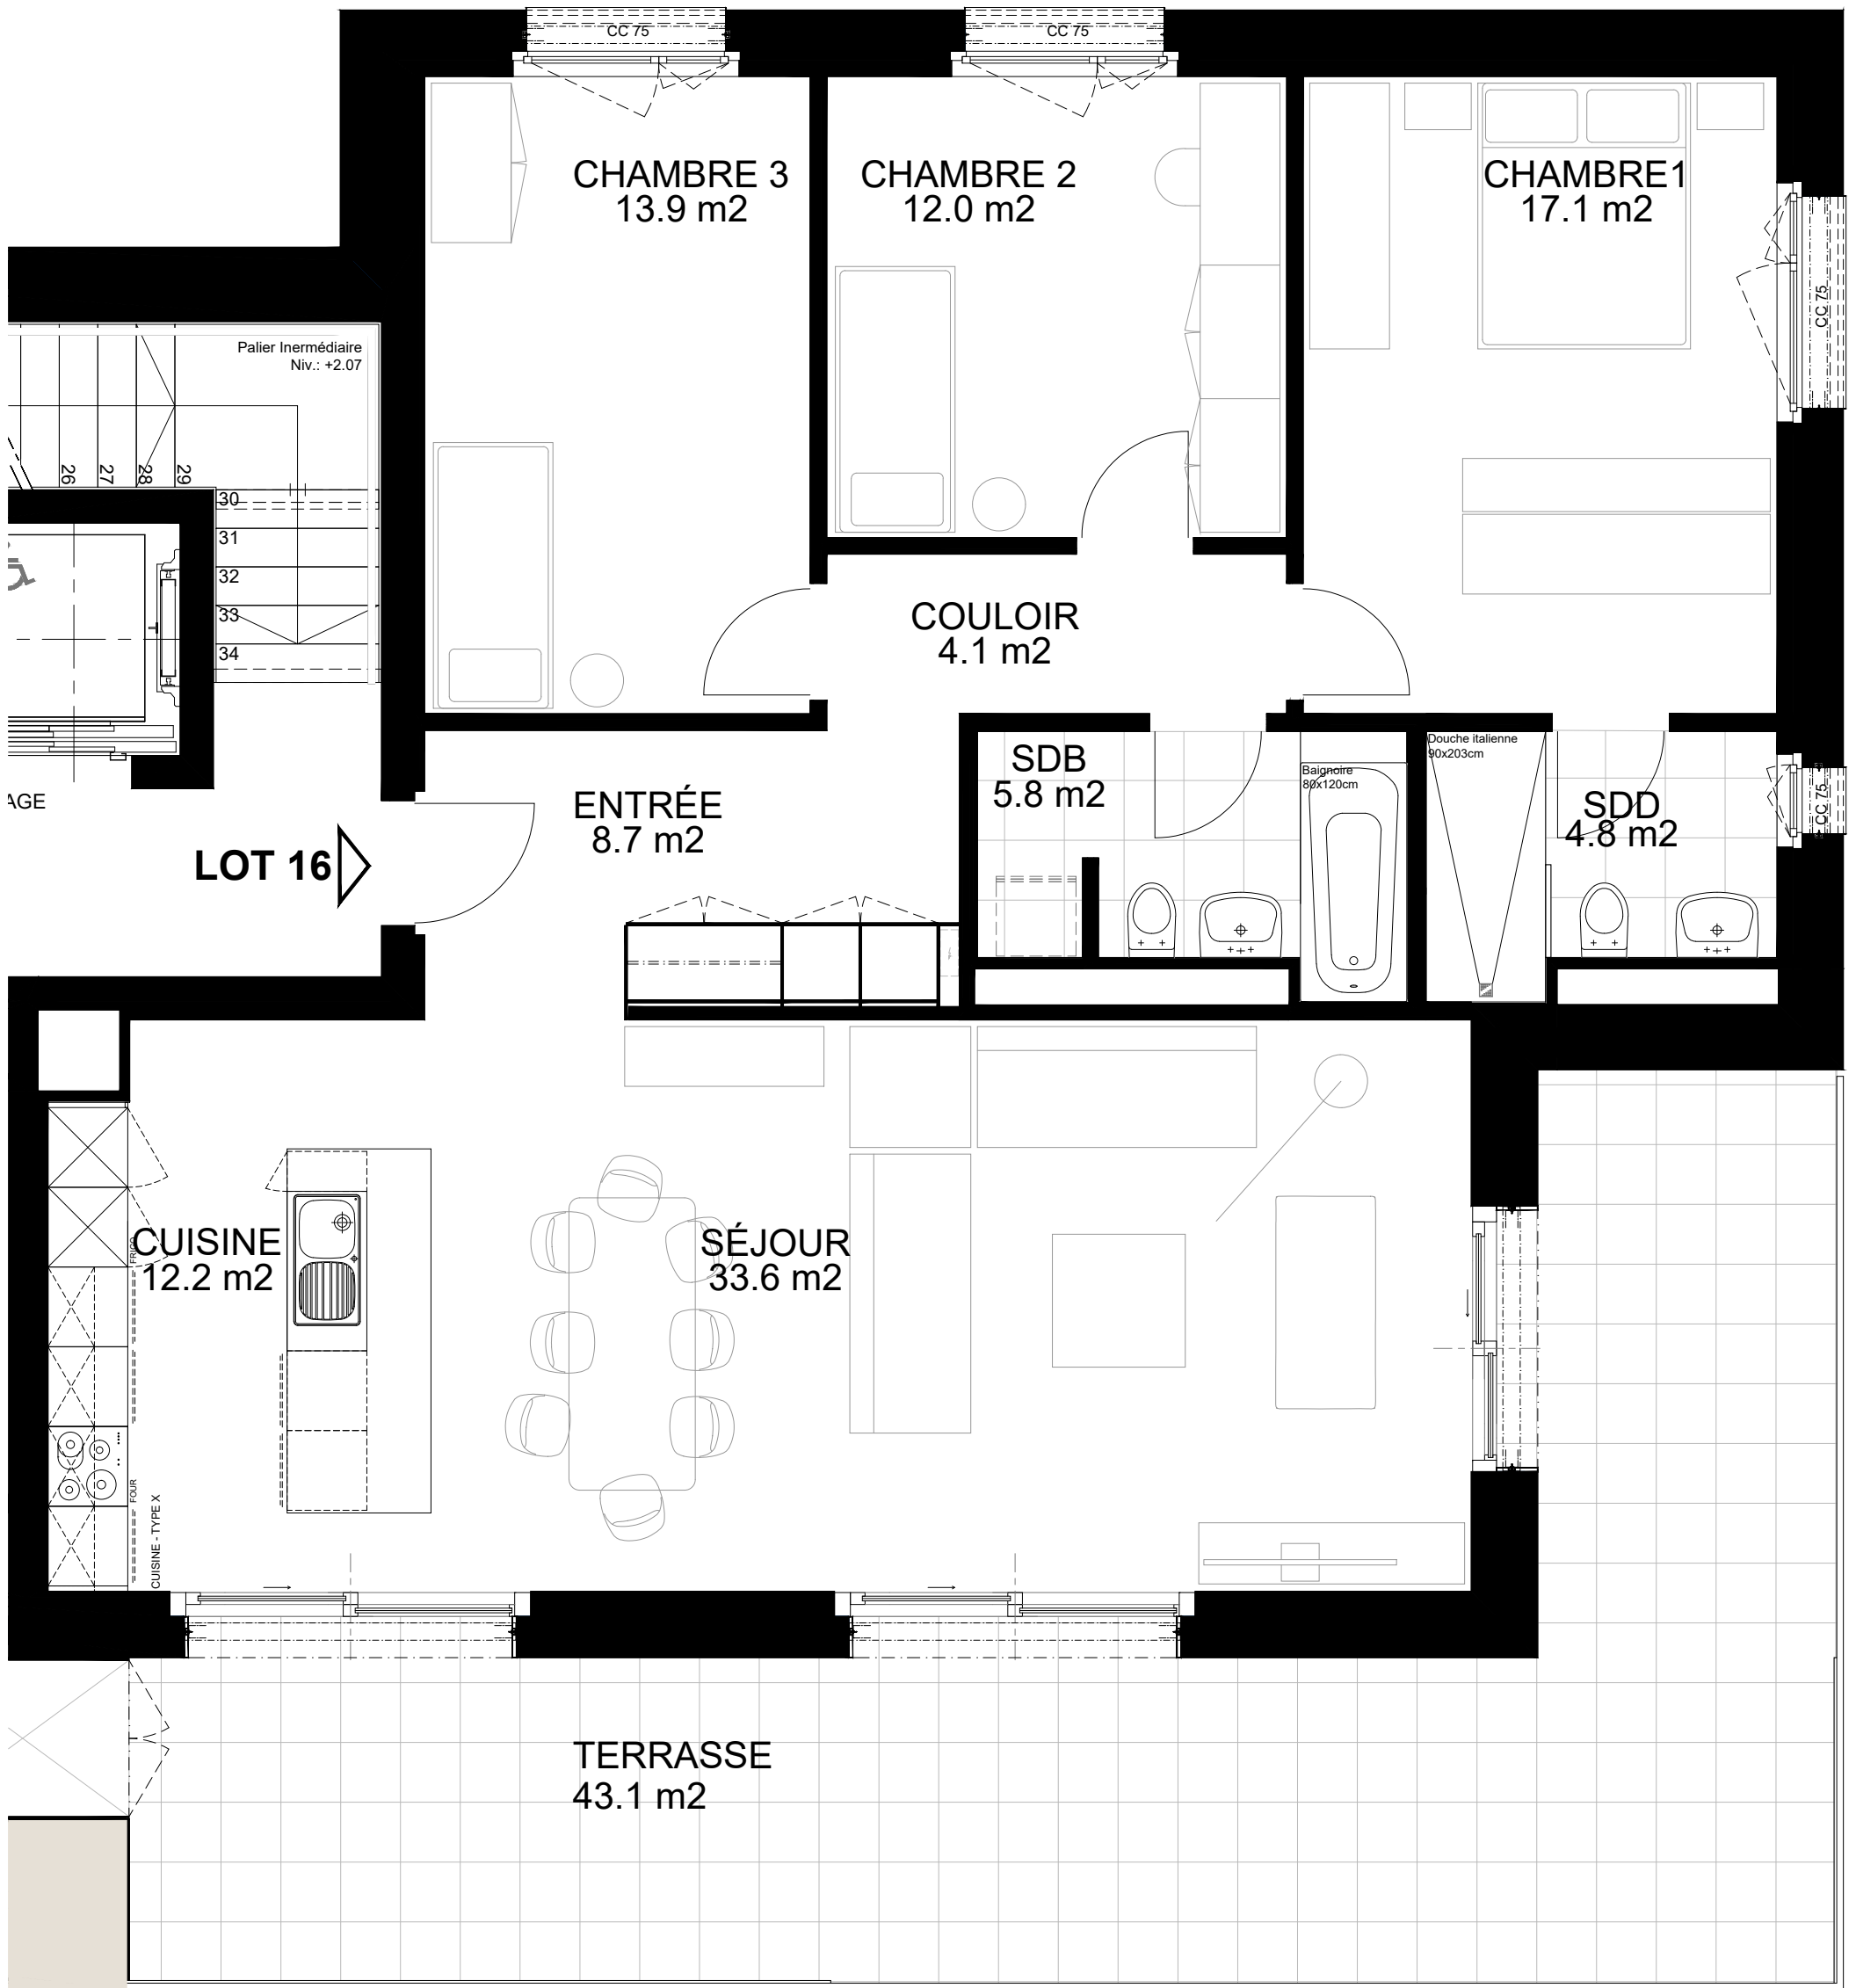 CC 75
CC 75
CHAMBRE 3
13.9 m2
CHAMBRE 2
12.0 m2
CHAMBRE1
17.1 m2
CC 75
Palier Inermédiaire
Niv.: +2.07
26
27
28
29
30
31
32
33
34
COULOIR
4.1 m2
AGE
LOT 16
ENTRÉE
8.7 m2
SDB
5.8 m2
Baignoire
80x120cm
Douche italienne
90x203cm
SDD
4.8 m2
CC 75
CUISINE
12.2 m2
FRIGO
FOUR
CUISINE - TYPE X
SÉJOUR
33.6 m2
TERRASSE
43.1 m2